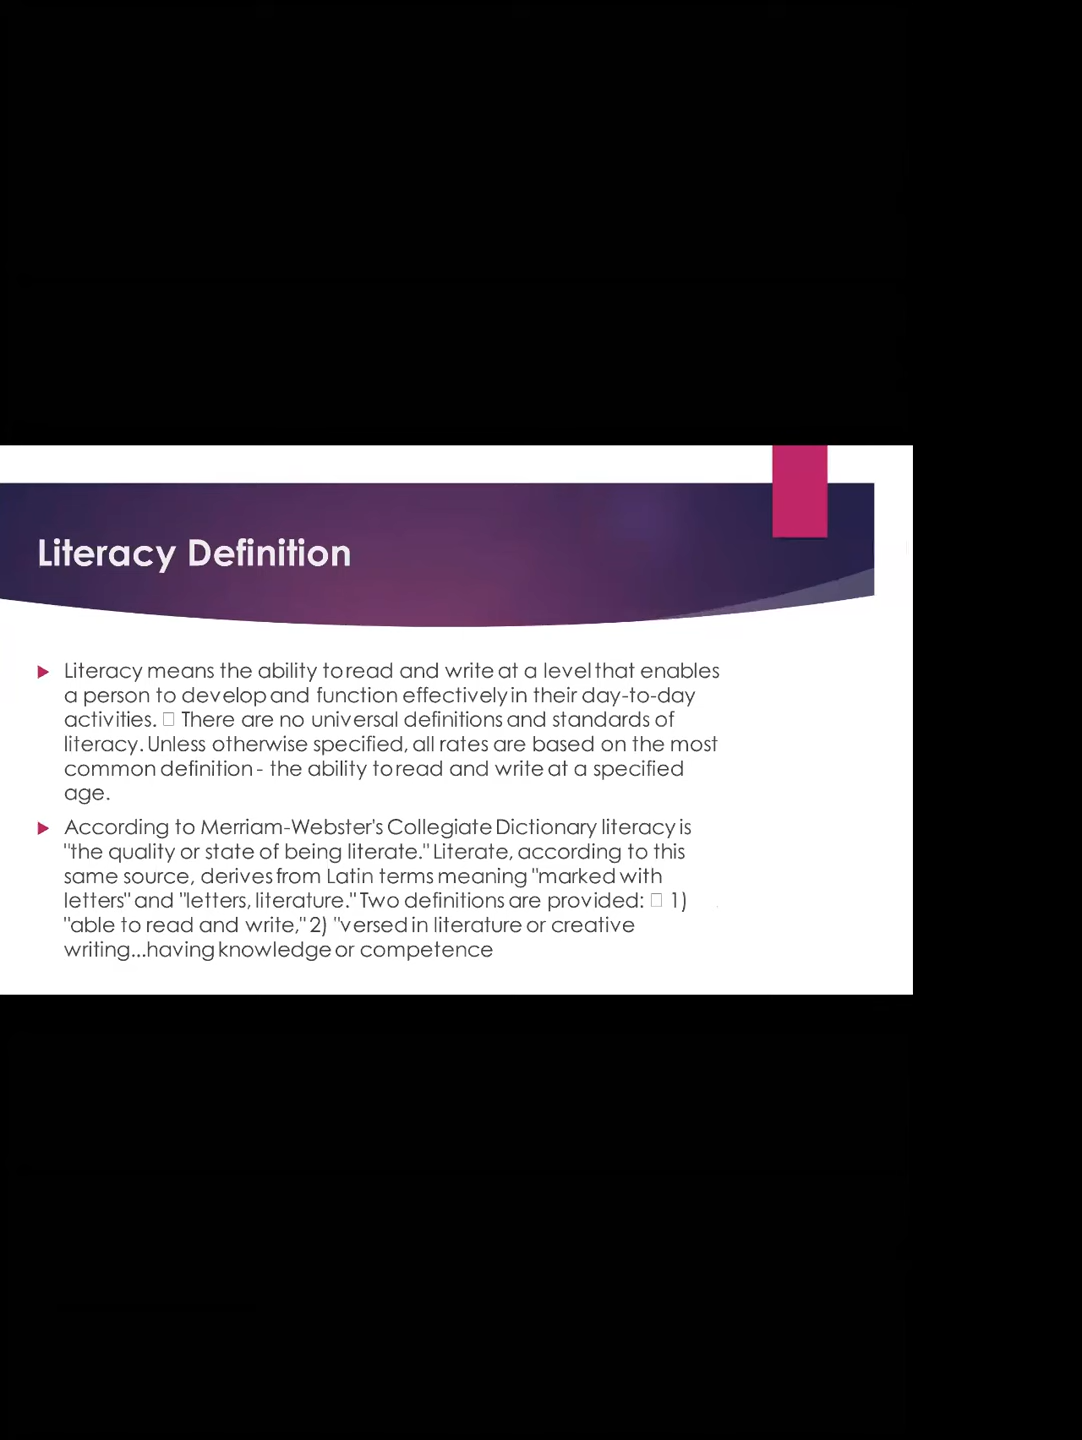 Literacy Definition
Literacy means the ability to read and write at a level that enables
a person to develop and function effectively in their day-to-day
activities. □ There are no universal definitions and standards of
literacy. Unless otherwise specified, all rates are based on the most
common definition - the ability to read and write at a specified
age.
According to Merriam-Webster's Collegiate Dictionary literacy is
"the quality or state of being literate." Literate, according to this
same source, derives from Latin terms meaning "marked with
letters" and "letters, literature." Two definitions are provided: □ 1)
"able to read and write," 2) "versed in literature or creative
writing...having knowledge or competence